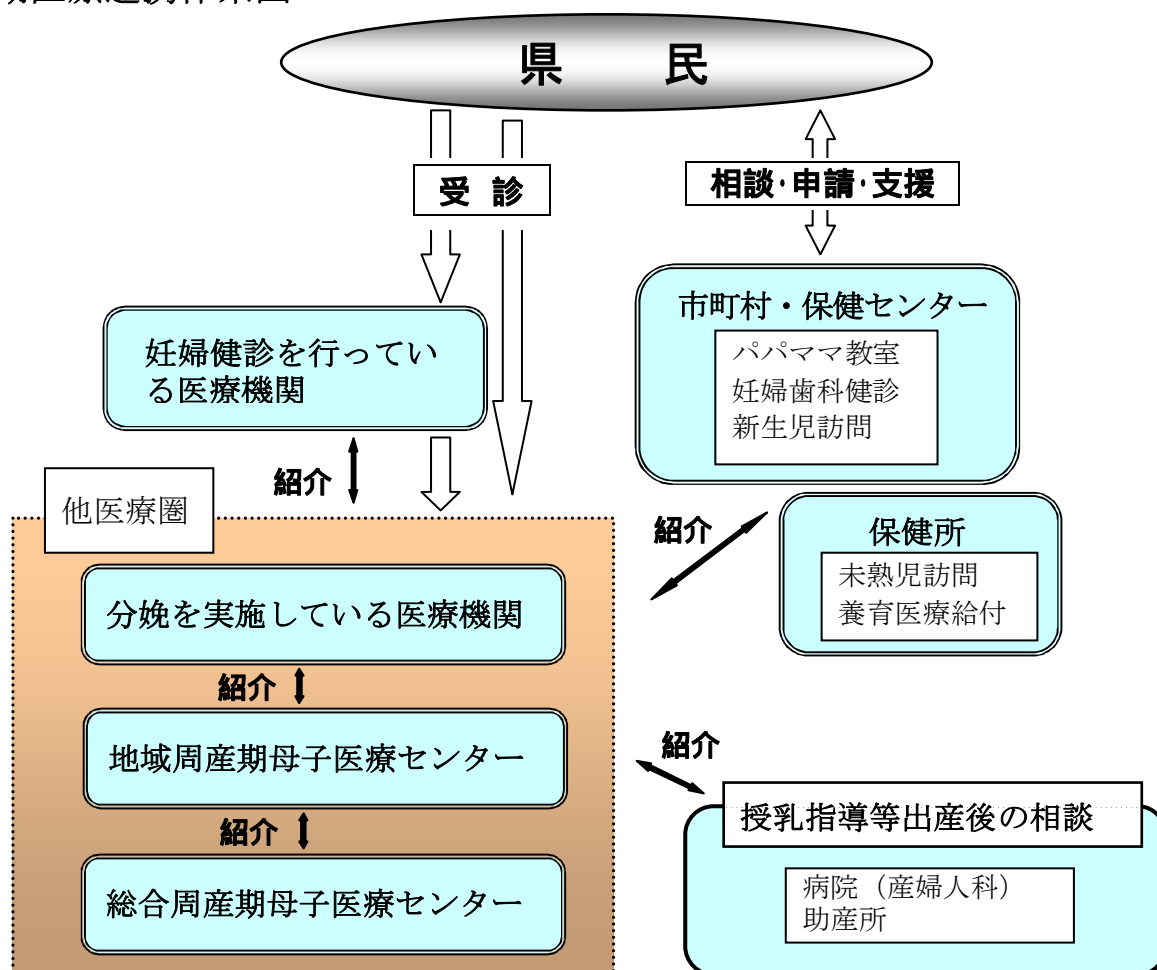 県　民
受 診
相談・申請・支援
妊婦健診を行ってい
る医療機関
市町村・保健センター
パパママ教室
妊婦歯科健診
新生児訪問
紹介
他医療圏
紹介
保健所
未熟児訪問
養育医療給付
分娩を実施している医療機関
紹介
地域周産期母子医療センター
紹介
総合周産期母子医療センター
紹介
授乳指導等出産後の相談
病院（産婦人科）
助産所